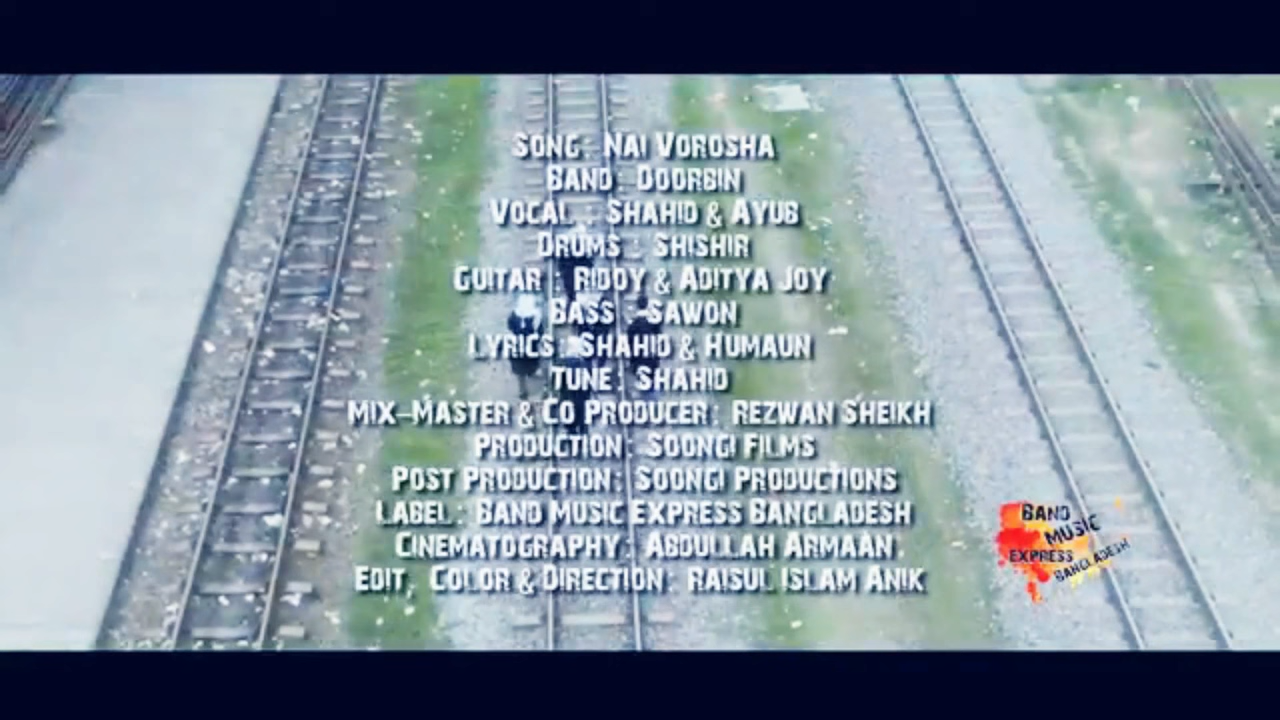 Song: Nai Vorosha
Band: Doorbin
Vocal : Shahid & Ayub
Drums : Shishir
Guitar : Riddy & Aditya Joy
Bass : Sawon
Lyrics: Shahid & Humaun
Tune: Shahid
Mix-Master & Co Producer: Rezwan Sheikh
Production: Soongi Films
Post Production: Soongi Productions
Label: Band Music Express Bangladesh
Cinematography: Abdullah Armaan.
Edit, Color & Direction: Raisul Islam Anik
Band
Music
Express
Bangladesh